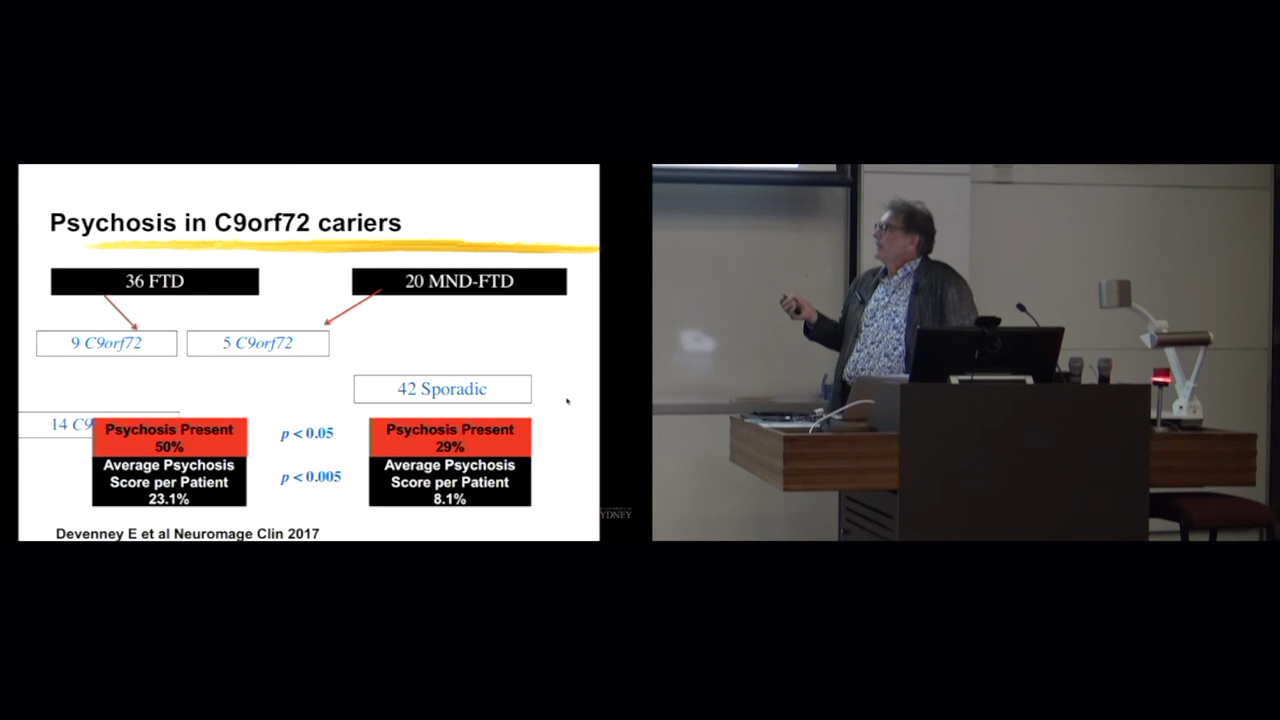 Psychosis in C9orf72 cariers
36 FTD
20 MND-FTD
9 C9orf72
5 C9orf72
42 Sporadic
14 C9
Psychosis Present
50%
p < 0.05
Psychosis Present
29%
Average Psychosis
Score per Patient
23.1%
p < 0.005
Average Psychosis
Score per Patient
8.1%
YDNEY
Devenney E et al Neuromage Clin 2017